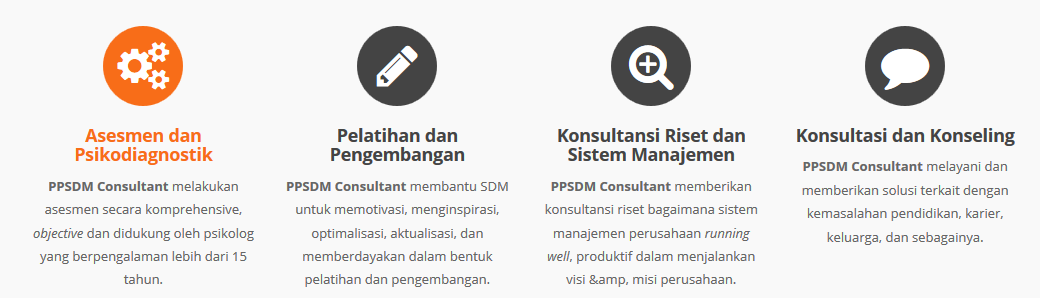 Asesmen dan
Psikodiagnostik
PPSDM Consultant melakukan
asesmen secara komprehensive,
objective dan didukung oleh psikolog
yang berpengalaman lebih dari 15
tahun.
Pelatihan dan
Pengembangan
PPSDM Consultant membantu SDM
untuk memotivasi, menginspirasi,
optimalisasi, aktualisasi, dan
memberdayakan dalam bentuk
pelatihan dan pengembangan.
Konsultansi Riset dan
Sistem Manajemen
PPSDM Consultant memberikan
konsultansi riset bagaimana sistem
manajemen perusahaan running
well, produktif dalam menjalankan
visi &amp, misi perusahaan.
Konsultasi dan Konseling
PPSDM Consultant melayani dan
memberikan solusi terkait dengan
kemasalahan pendidikan, karier,
keluarga, dan sebagainya.